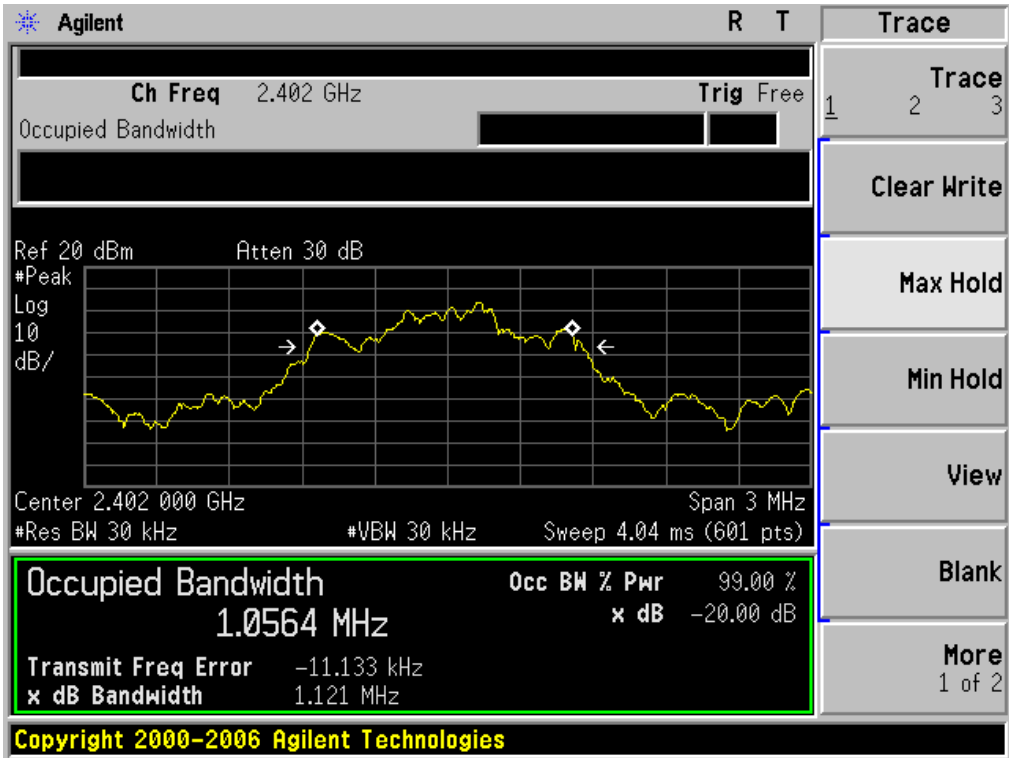 Agilent R T Trace
Ch Freq 2.402 GHz Trig Free
Occupied Bandwidth
Trace
1 2 3
Clear Write
Max Hold
Min Hold
View
Blank
More
1 of 2
Ref 20 dBm Atten 30 dB
#Peak
Log
10
dB/
Center 2.402 000 GHz Span 3 MHz
#Res BW 30 kHz #VBW 30 kHz Sweep 4.04 ms (601 pts)
Occupied Bandwidth Occ BW % Pwr 99.00 %
1.0564 MHz x dB -20.00 dB
Transmit Freq Error -11.133 kHz
x dB Bandwidth 1.121 MHz
Copyright 2000-2006 Agilent Technologies